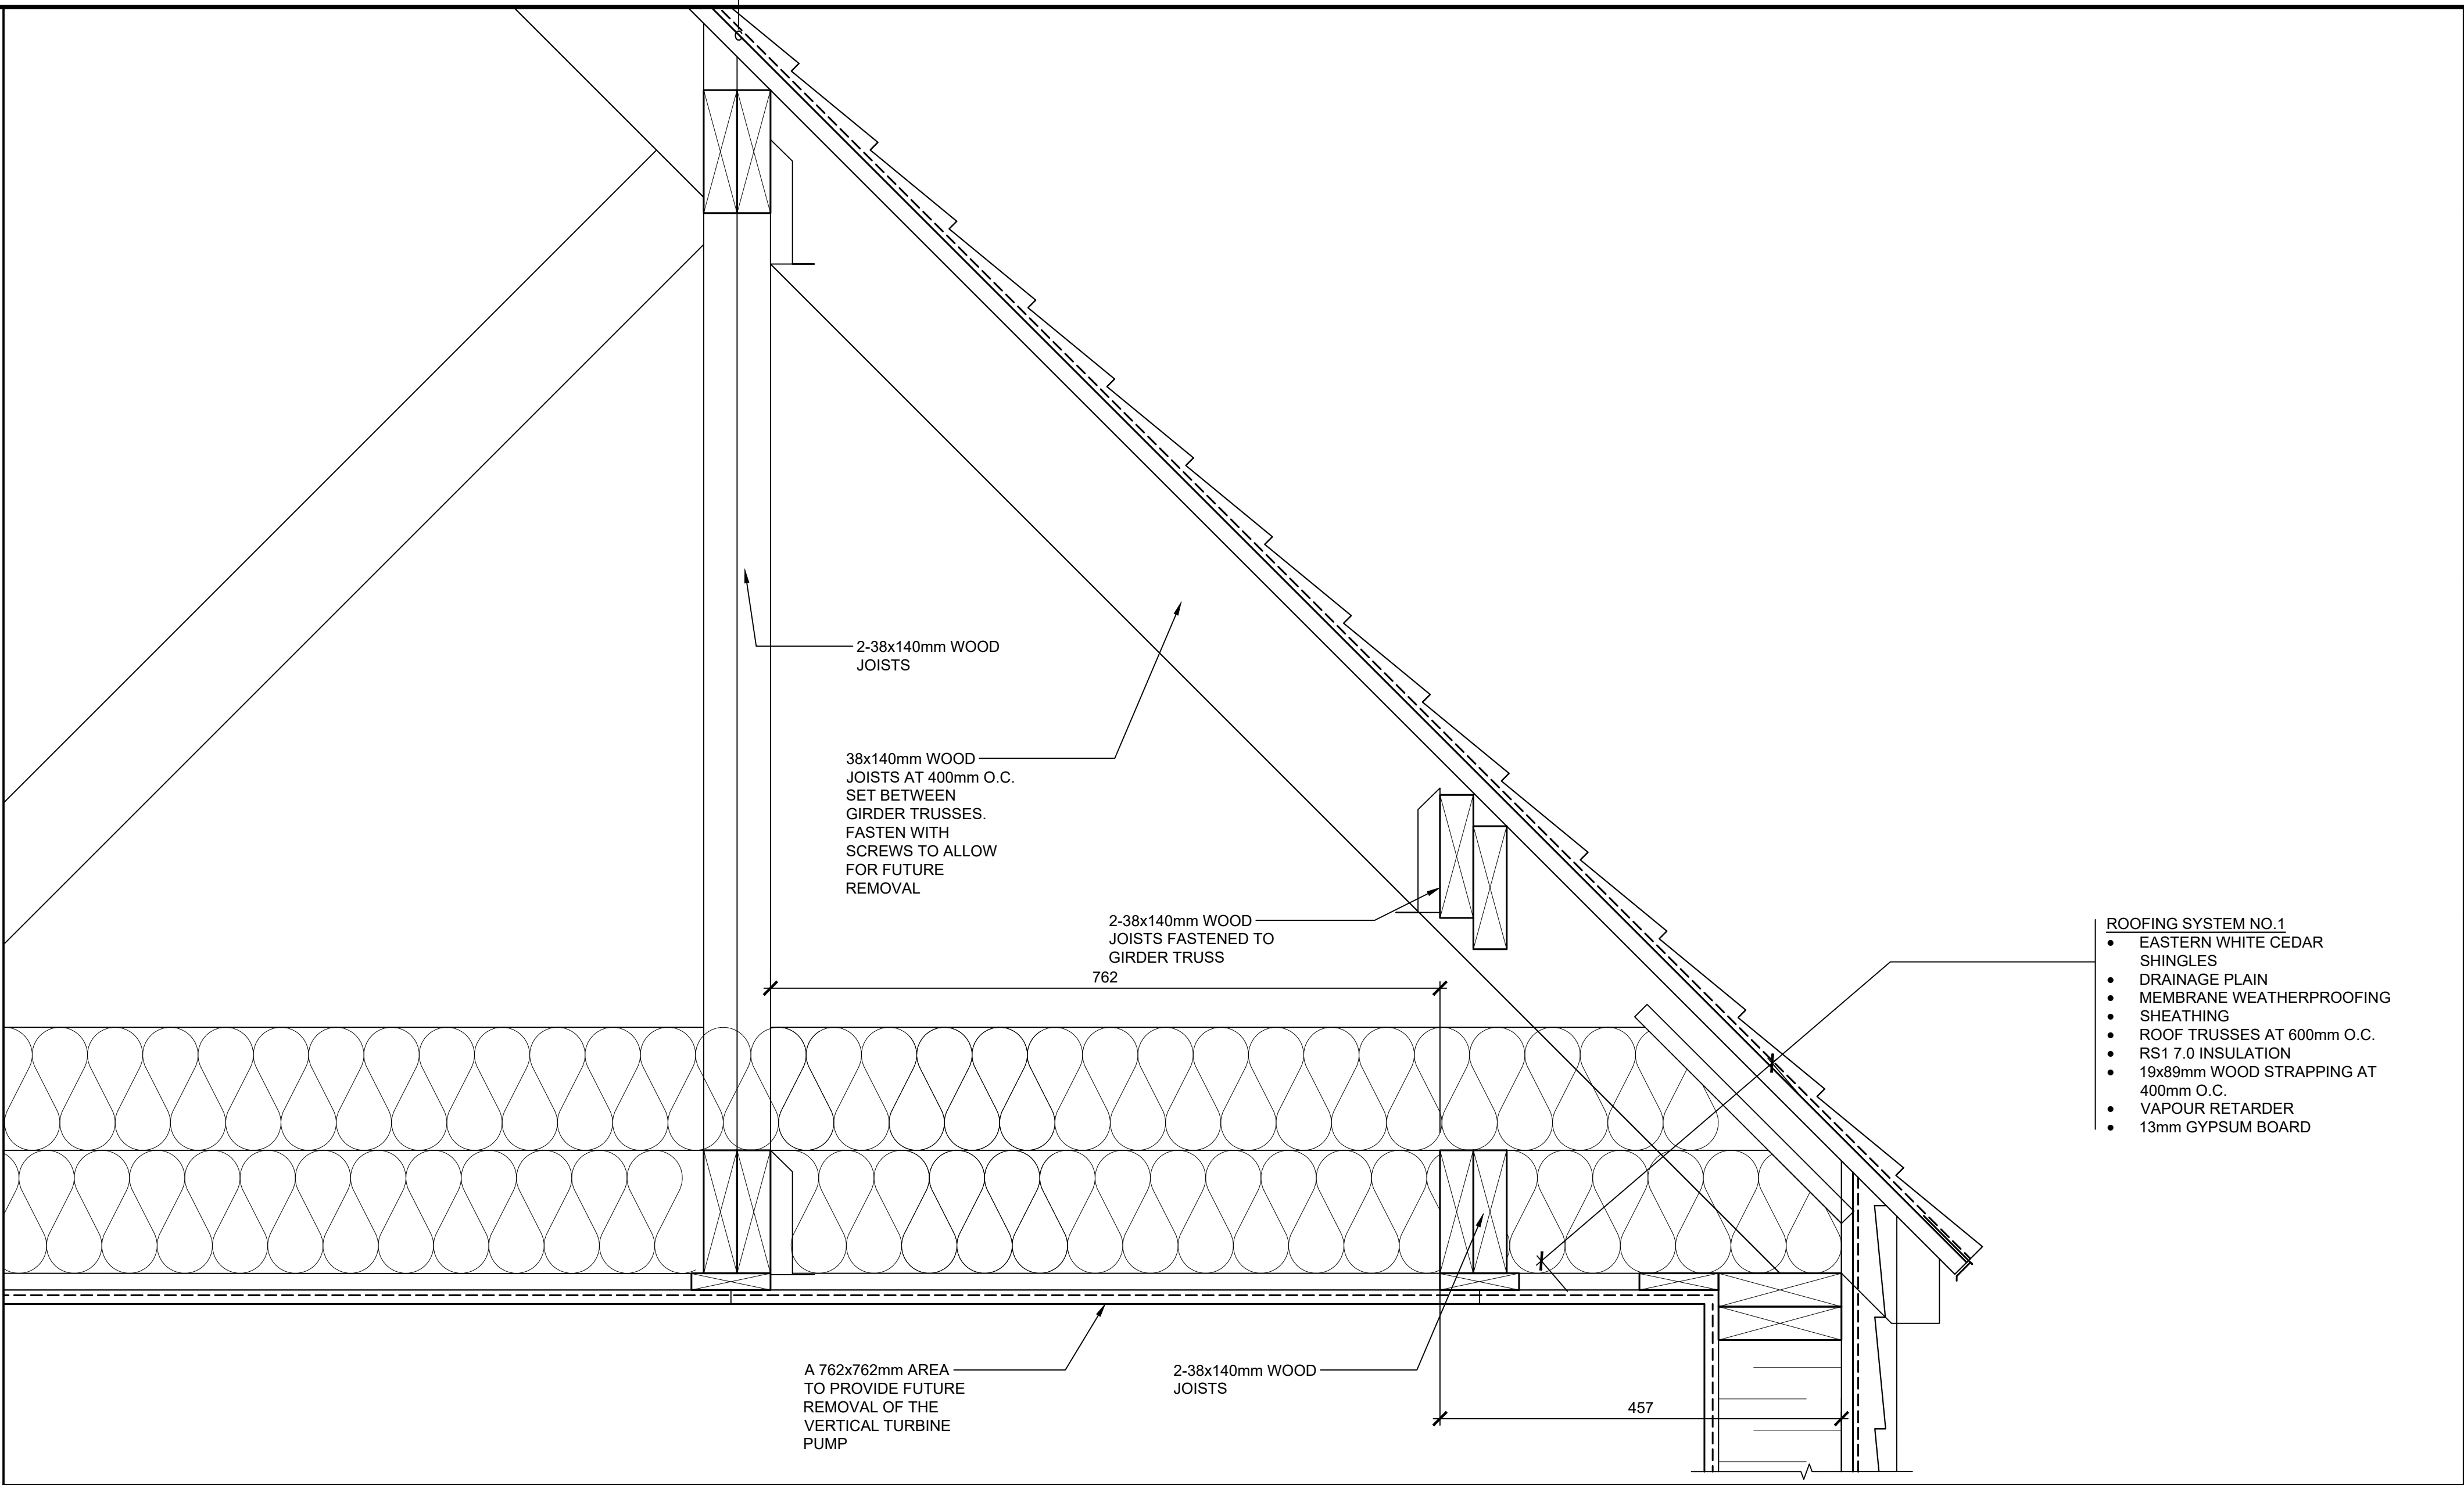 2-38x140mm WOOD
JOISTS
38x140mm WOOD
JOISTS AT 400mm O.C.
SET BETWEEN
GIRDER TRUSSES.
FASTEN WITH
SCREWS TO ALLOW
FOR FUTURE
REMOVAL
2-38x140mm WOOD
JOISTS FASTENED TO
GIRDER TRUSS
762
ROOFING SYSTEM NO.1
● EASTERN WHITE CEDAR
SHINGLES
● DRAINAGE PLAIN
● MEMBRANE WEATHERPROOFING
● SHEATHING
● ROOF TRUSSES AT 600mm O.C.
● RS1 7.0 INSULATION
● 19x89mm WOOD STRAPPING AT
400mm O.C.
● VAPOUR RETARDER
● 13mm GYPSUM BOARD
A 762x762mm AREA
TO PROVIDE FUTURE
REMOVAL OF THE
VERTICAL TURBINE
PUMP
2-38x140mm WOOD
JOISTS
457